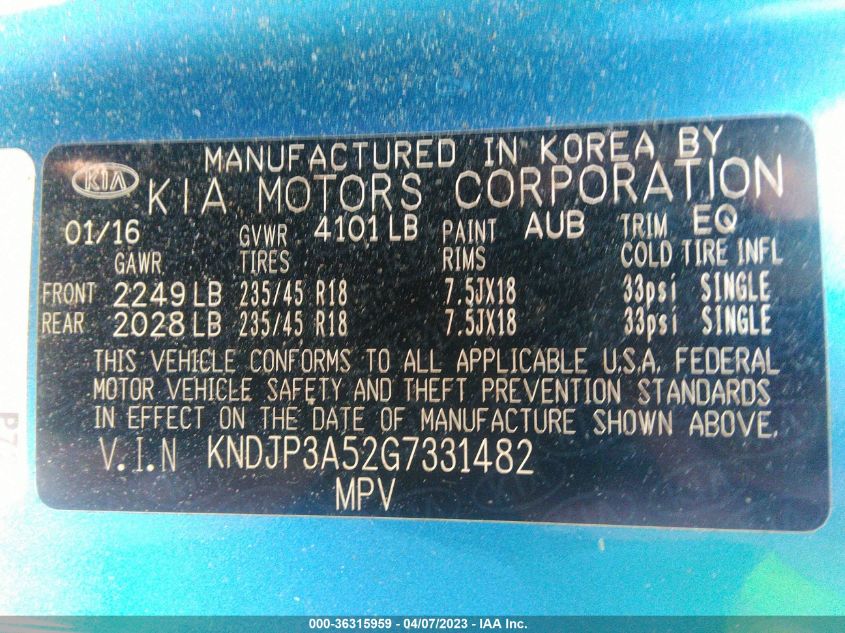 MANUFACTURED IN KOREA BY
KIA KIA MOTORS CORPORATION
01/16 GVWR 4101 LB PAINT AUB TRIM EQ
GAWR TIRES RIMS COLD TIRE INFL
FRONT 2249 LB 235/45 R18 7.5JX18 33psi SINGLE
REAR 2028 LB 235/45 R18 7.5JX18 33psi SINGLE
THIS VEHICLE CONFORMS TO ALL APPLICABLE U.S.A. FEDERAL
MOTOR VEHICLE SAFETY AND THEFT PREVENTION STANDARDS
IN EFFECT ON THE DATE OF MANUFACTURE SHOWN ABOVE.
V.I.N KNDJP3A52G7331482
MPV
000-36315959 - 04/07/2023 - IAA Inc.